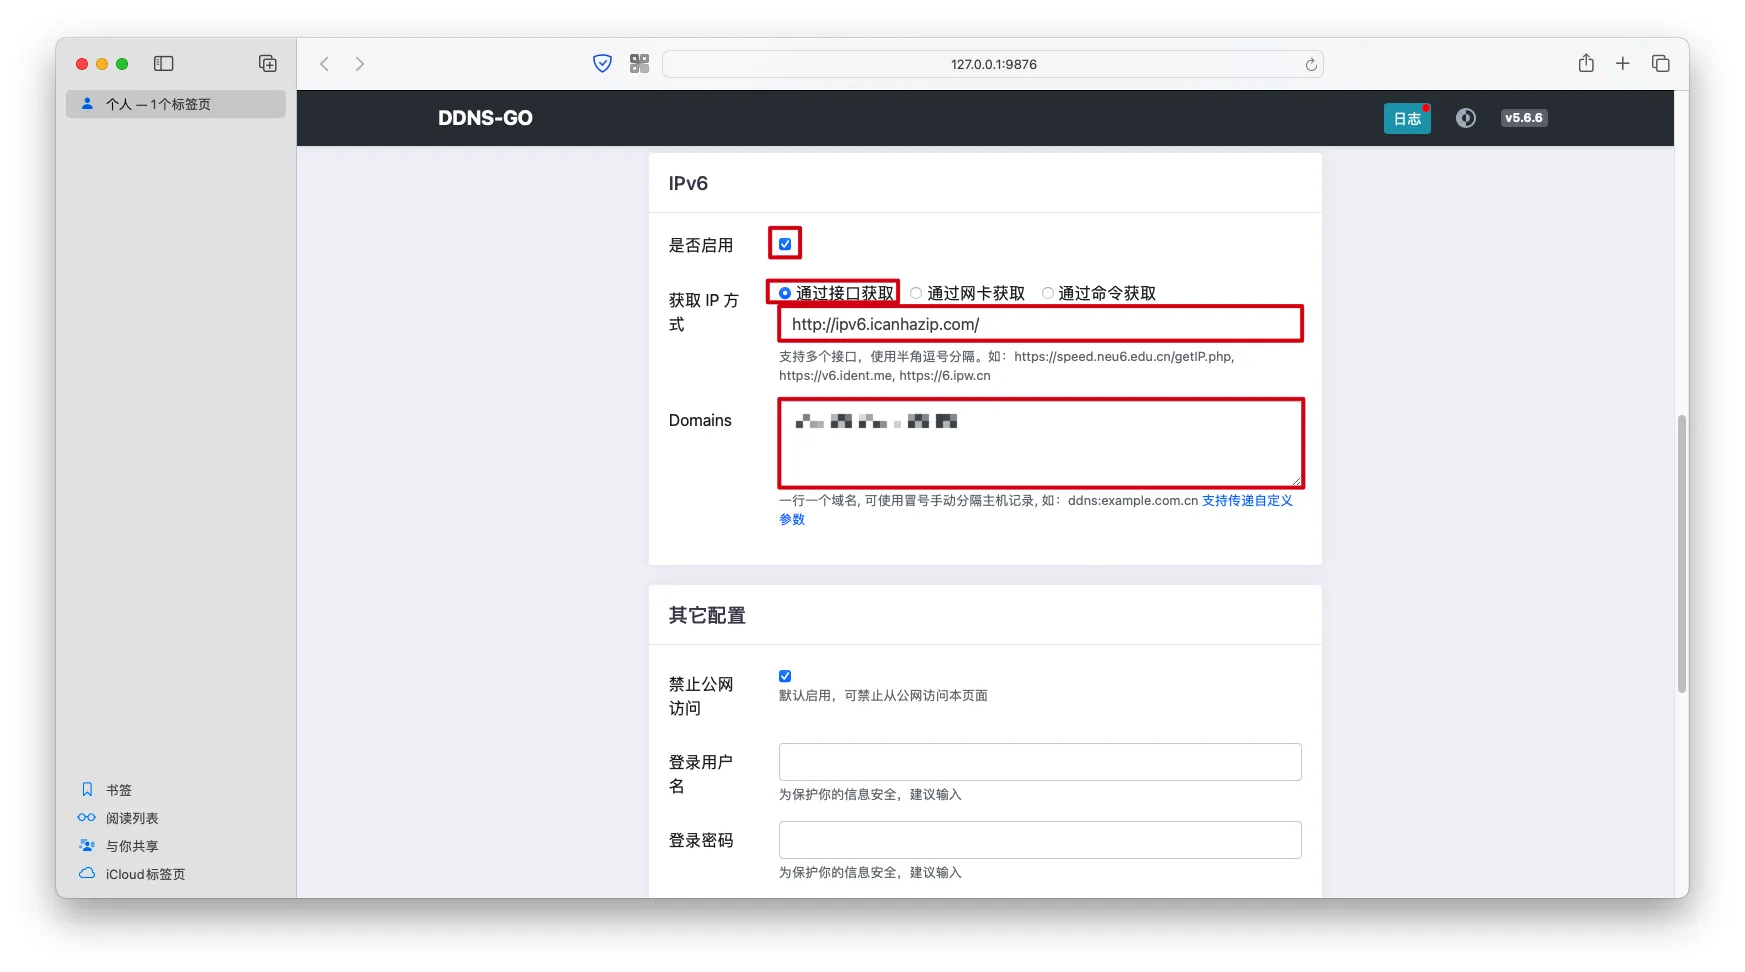 127.0.0.1:9876
个人 — 1个标签页
DDNS-GO
日志
v5.6.6
IPv6
是否启用
获取 IP 方式
通过接口获取 通过网卡获取 通过命令获取
http://ipv6.icanhazip.com/
支持多个接口，使用半角逗号分隔。如：https://speed.neu6.edu.cn/getIP.php,
https://v6.ident.me, https://6.ipw.cn
Domains
一行一个域名, 可使用冒号手动分隔主机记录, 如：ddns:example.com.cn 支持传递自定义
参数
其它配置
禁止公网
访问
默认启用，可禁止从公网访问本页面
登录用户
名
为保护你的信息安全，建议输入
登录密码
为保护你的信息安全，建议输入
书签
阅读列表
与你共享
iCloud标签页